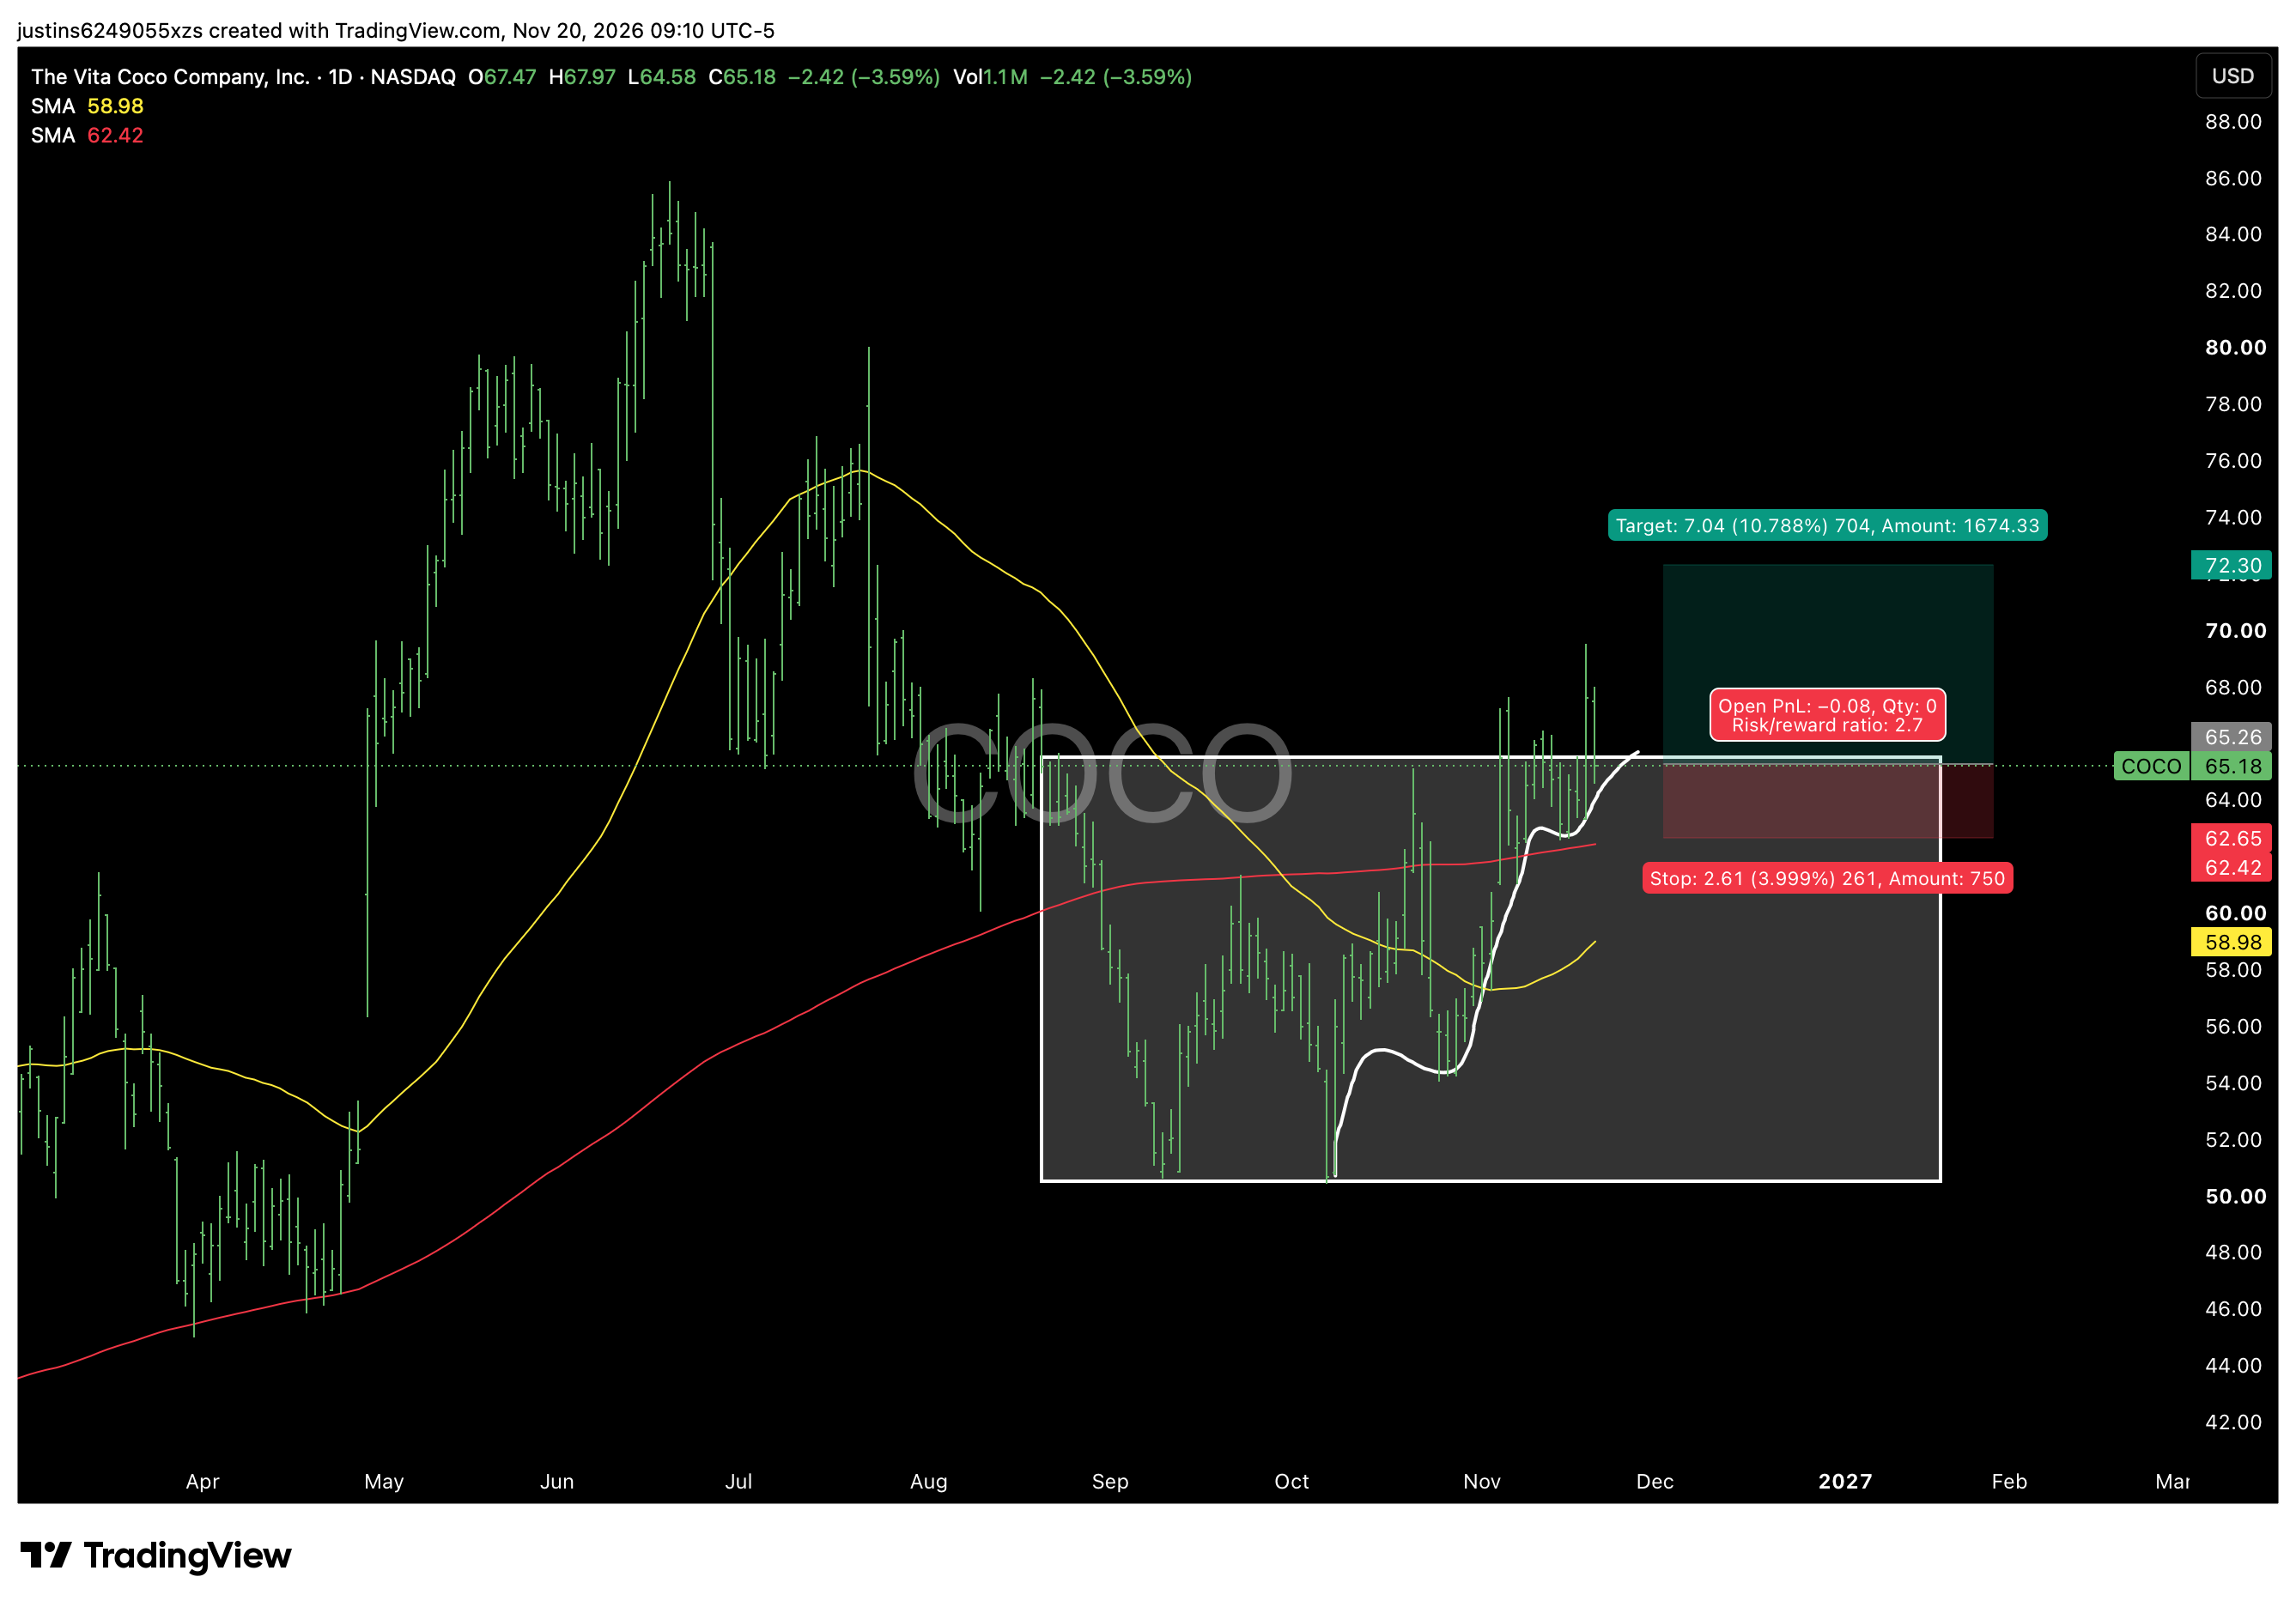 justins6249055xzs created with TradingView.com, Nov 20, 2026 09:10 UTC-5
The Vita Coco Company, Inc. · 1D · NASDAQ O67.47 H67.97 L64.58 C65.18 −2.42 (−3.59%) Vol1.1M −2.42 (−3.59%)
SMA 58.98
SMA 62.42
USD
88.00
86.00
84.00
82.00
80.00
78.00
76.00
74.00
Target: 7.04 (10.788%) 704, Amount: 1674.33
72.30
70.00
68.00
Open PnL: −0.08, Qty: 0
Risk/reward ratio: 2.7
65.26
COCO
COCO 65.18
64.00
62.65
62.42
Stop: 2.61 (3.999%) 261, Amount: 750
60.00
58.98
58.00
56.00
54.00
52.00
50.00
48.00
46.00
44.00
42.00
Apr May Jun Jul Aug Sep Oct Nov Dec 2027 Feb Mar
TradingView